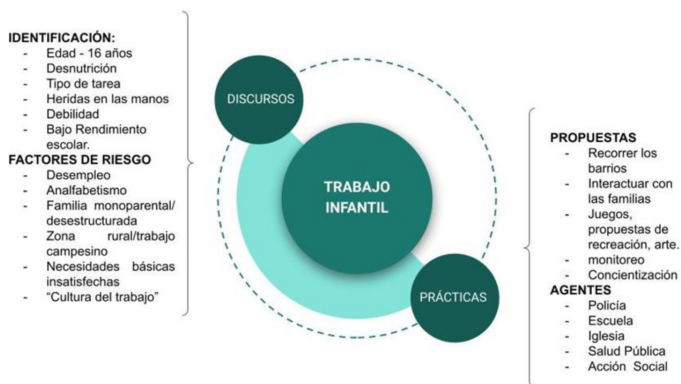 IDENTIFICACIÓN:
- Edad - 16 años
- Desnutrición
- Tipo de tarea
- Heridas en las manos
- Debilidad
- Bajo Rendimiento
escolar.
FACTORES DE RIESGO
- Desempleo
- Analfabetismo
- Familia monoparental/
desestructurada
- Zona rural/trabajo
campesino
- Necesidades básicas
insatisfechas
- “Cultura del trabajo”
DISCURSOS
TRABAJO
INFANTIL
PRÁCTICAS
PROPUESTAS
- Recorrer los
barrios
- Interactuar con
las familias
- Juegos,
propuestas de
recreación, arte.
- monitoreo
- Concientización
AGENTES
- Policía
- Escuela
- Iglesia
- Salud Pública
- Acción Social